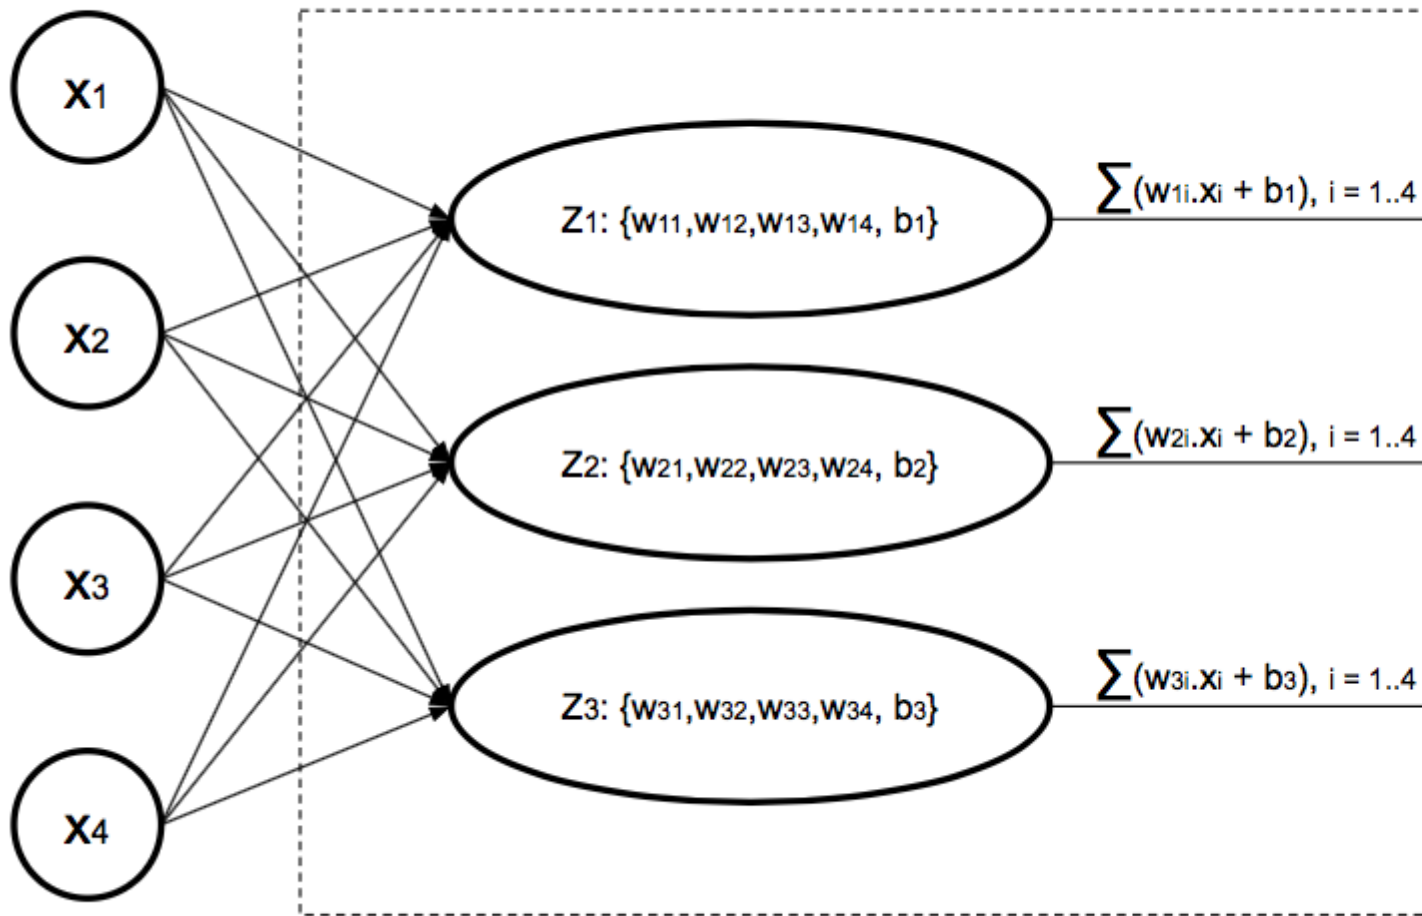 x1
∑(w1i.xi + b1), i = 1..4
z1: {w11,w12,w13,w14, b1}
x2
∑(w2i.xi + b2), i = 1..4
z2: {w21,w22,w23,w24, b2}
x3
∑(w3i.xi + b3), i = 1..4
z3: {w31,w32,w33,w34, b3}
x4